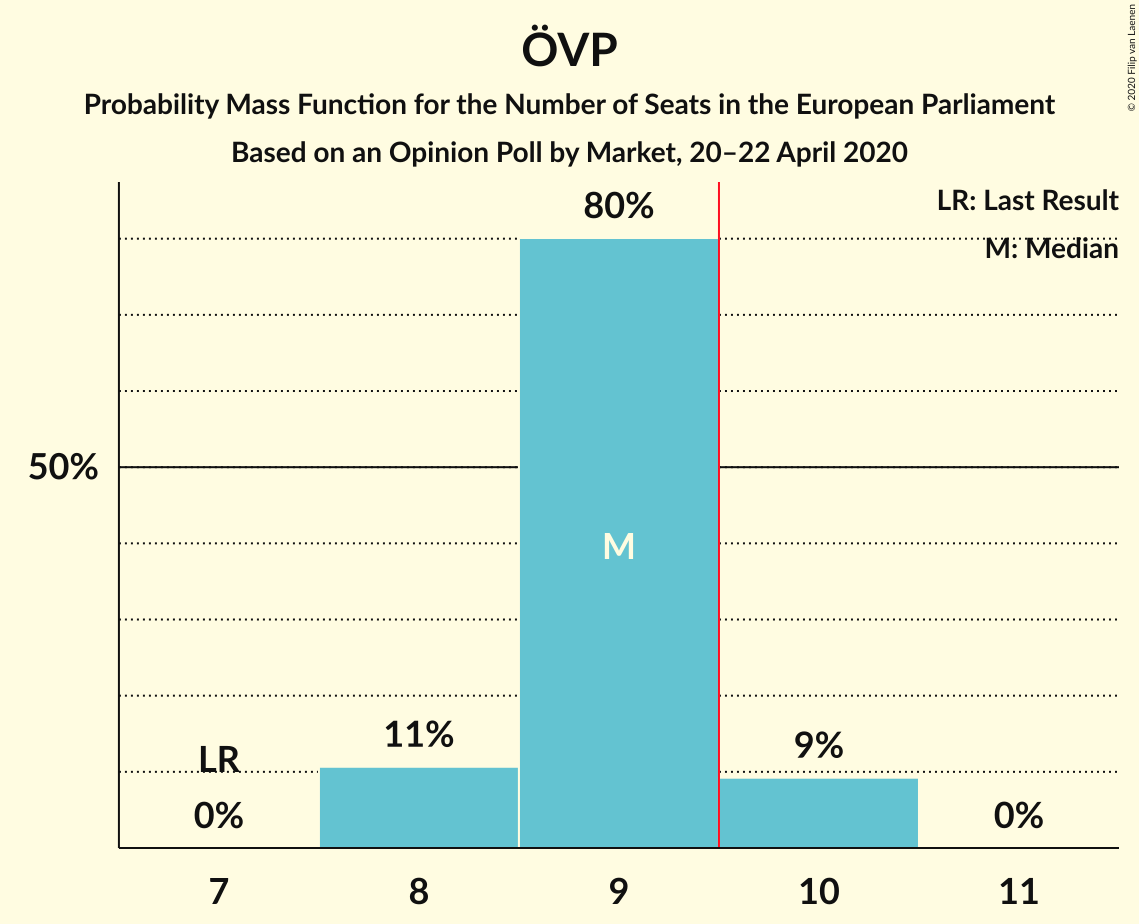 ÖVP
Probability Mass Function for the Number of Seats in the European Parliament
Based on an Opinion Poll by Market, 20–22 April 2020
© 2020 Filip van Laenen
LR: Last Result
M: Median
80%
50%
M
11%
9%
LR
0%
0%
7 8 9 10 11